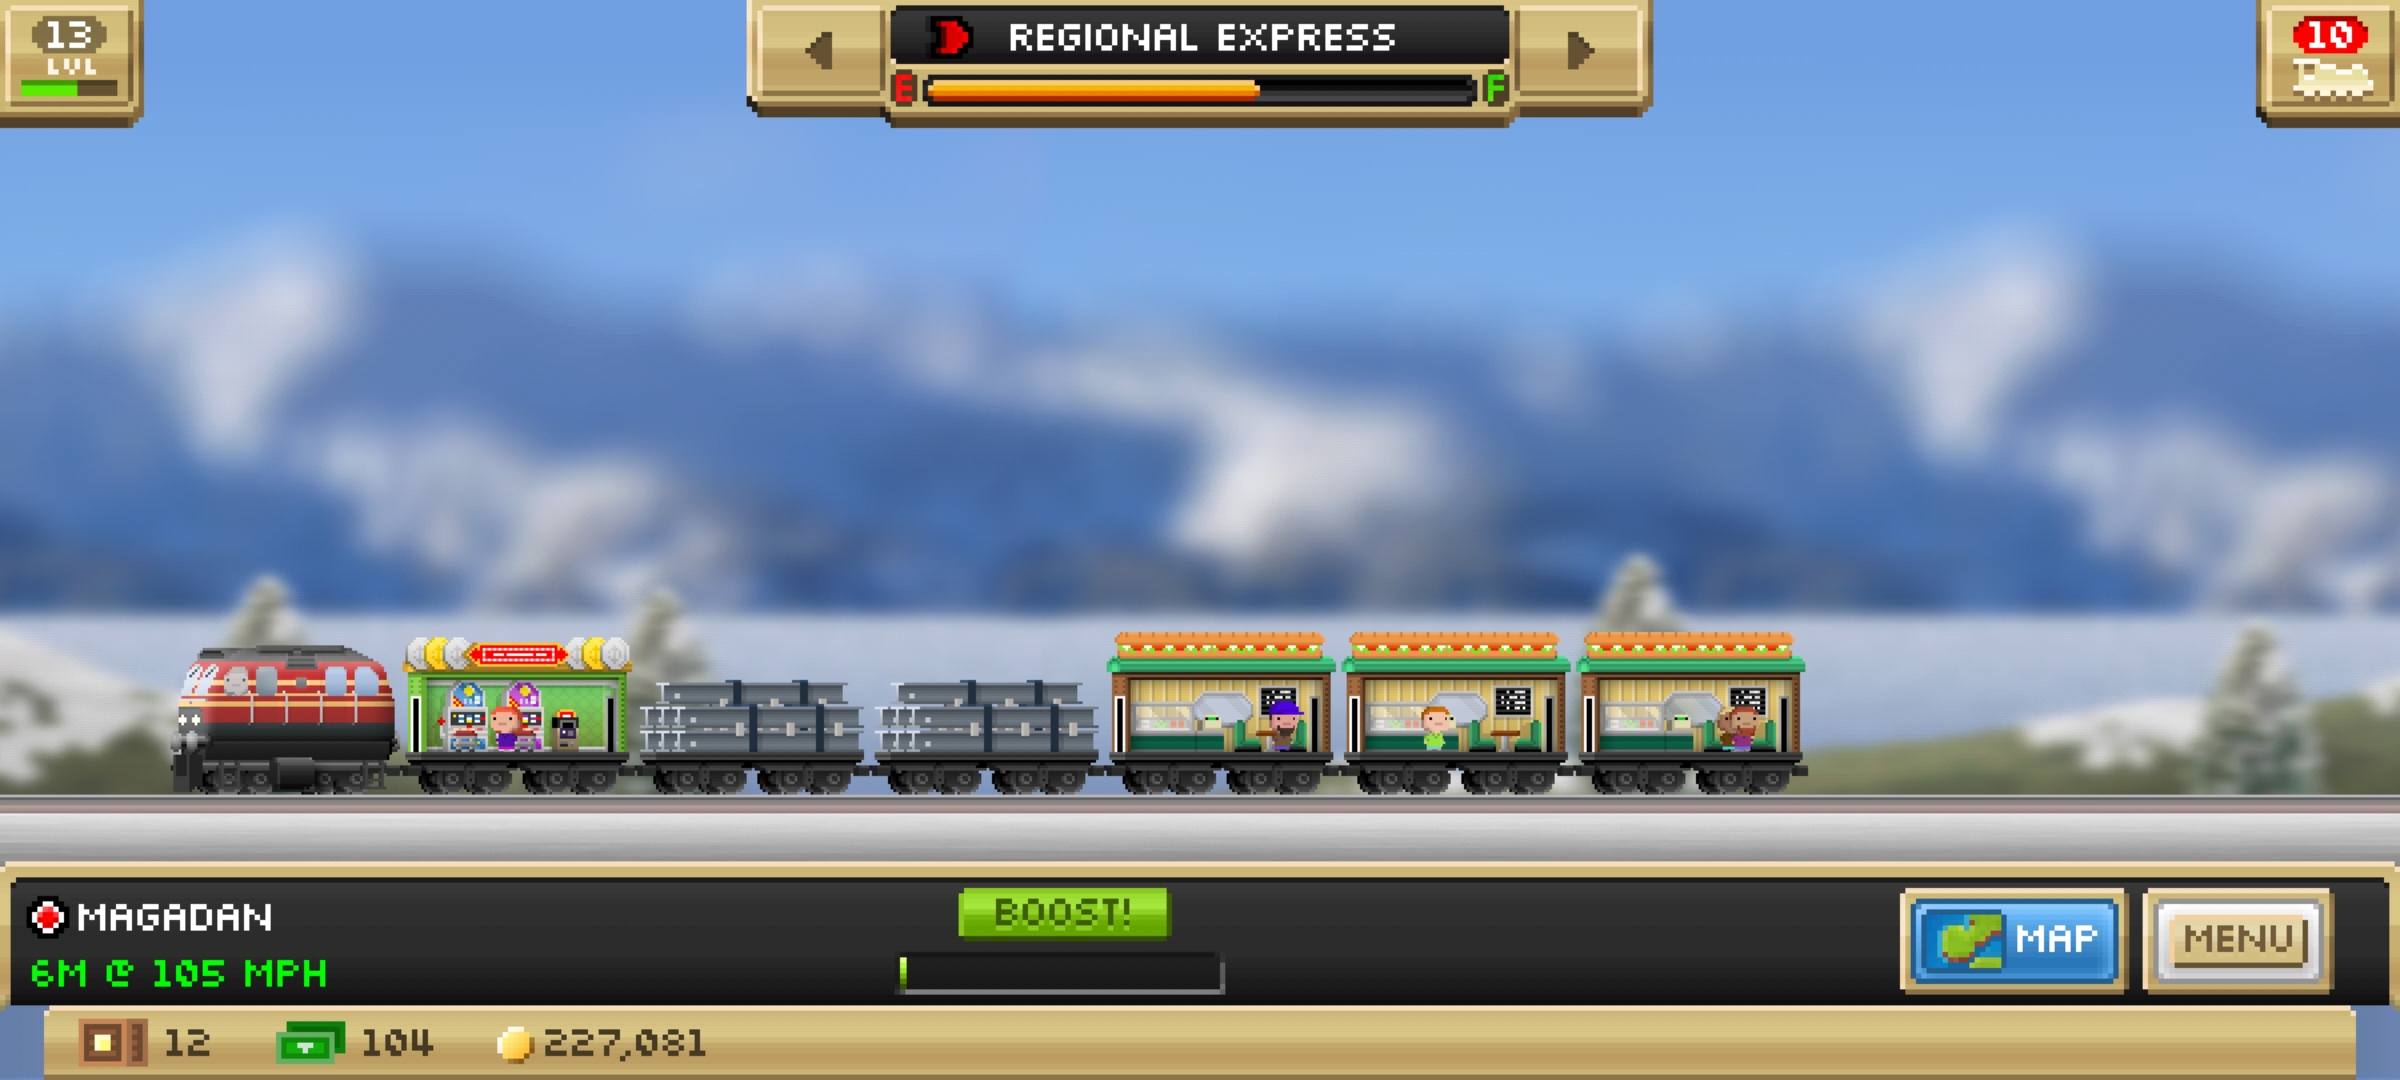 13
LVL
REGIONAL EXPRESS
E F
10
MAGADAN
6M @ 105 MPH
BOOST!
MAP
MENU
12 104 227,081